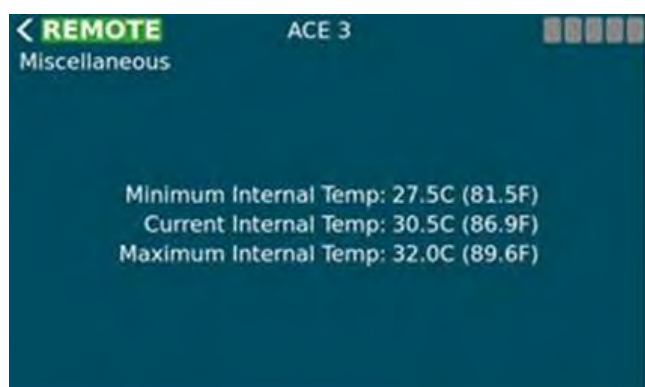 < REMOTE ACE 3
Miscellaneous
Minimum Internal Temp: 27.5C (81.5F)
Current Internal Temp: 30.5C (86.9F)
Maximum Internal Temp: 32.0C (89.6F)